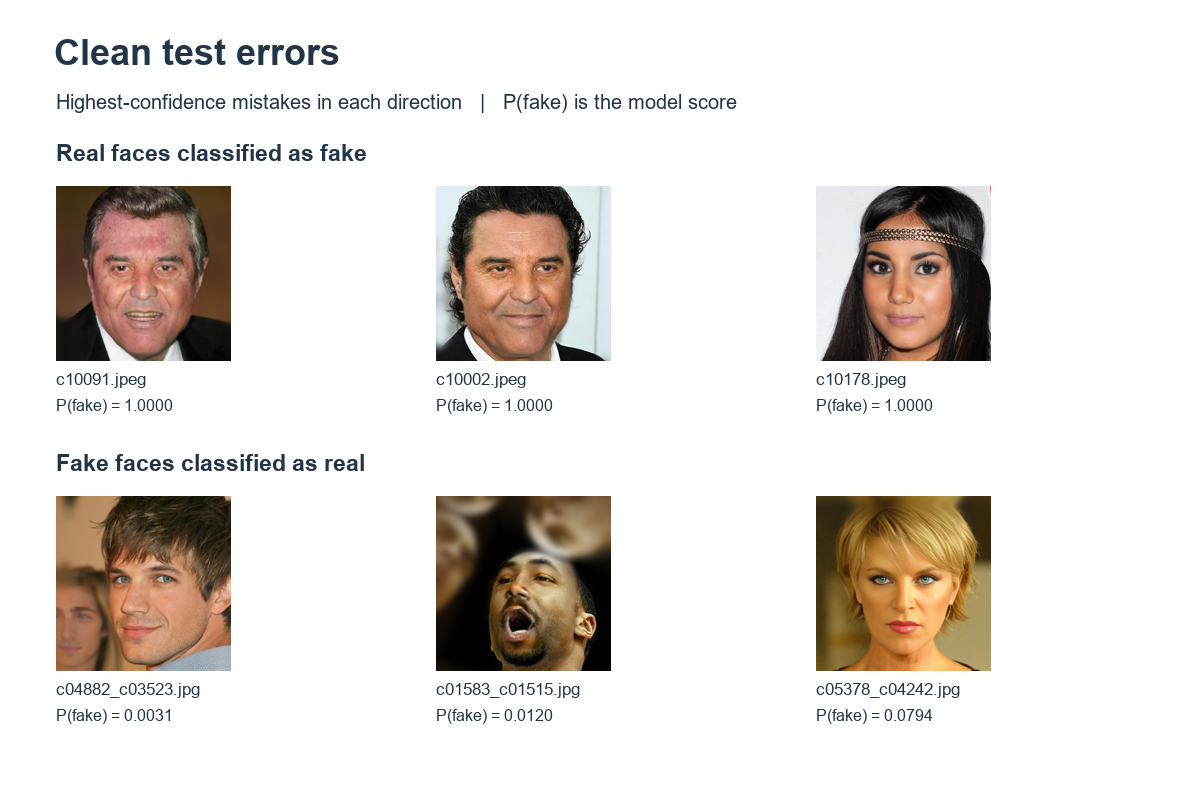 Clean test errors
Highest-confidence mistakes in each direction | P(fake) is the model score
Real faces classified as fake
c10091.jpeg c10002.jpeg c10178.jpeg
P(fake) = 1.0000 P(fake) = 1.0000 P(fake) = 1.0000
Fake faces classified as real
c04882_c03523.jpg c01583_c01515.jpg c05378_c04242.jpg
P(fake) = 0.0031 P(fake) = 0.0120 P(fake) = 0.0794